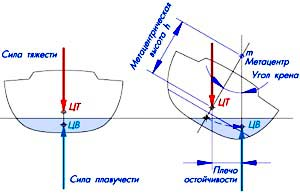 Сила тяжести
ЦТ
ЦВ
Сила плавучести
Метацентрическая
высота h
m
Метацентр
Угол крена
ЦТ
ЦВ
Плечо
остойчивости